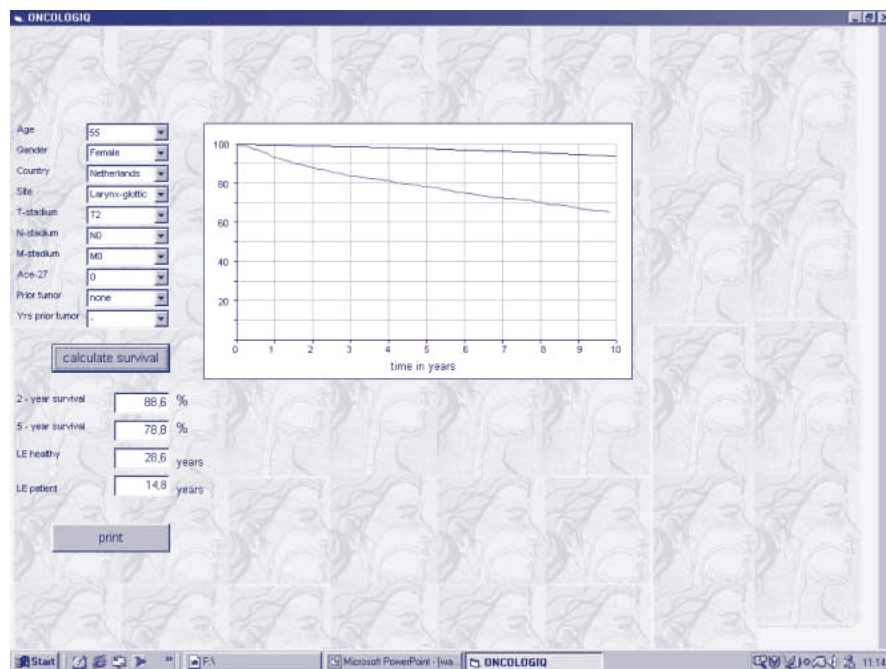 ONCOLOGIQ
Age 55
Gender Female
Country Netherlands
Site Larynx-glottic
T-stadium T2
N-stadium N0
M-stadium M0
Ace-27 0
Prior tumor none
Yrs prior tumor -
calculate survival
100
80
60
40
20
0 1 2 3 4 5 6 7 8 9 10
time in years
2 - year survival 88,6 %
5 - year survival 78,8 %
LE healthy 28,6 years
LE patient 14,8 years
print
Start F:\ Microsoft PowerPoint - [wa... ONCOLOGIQ 11:14